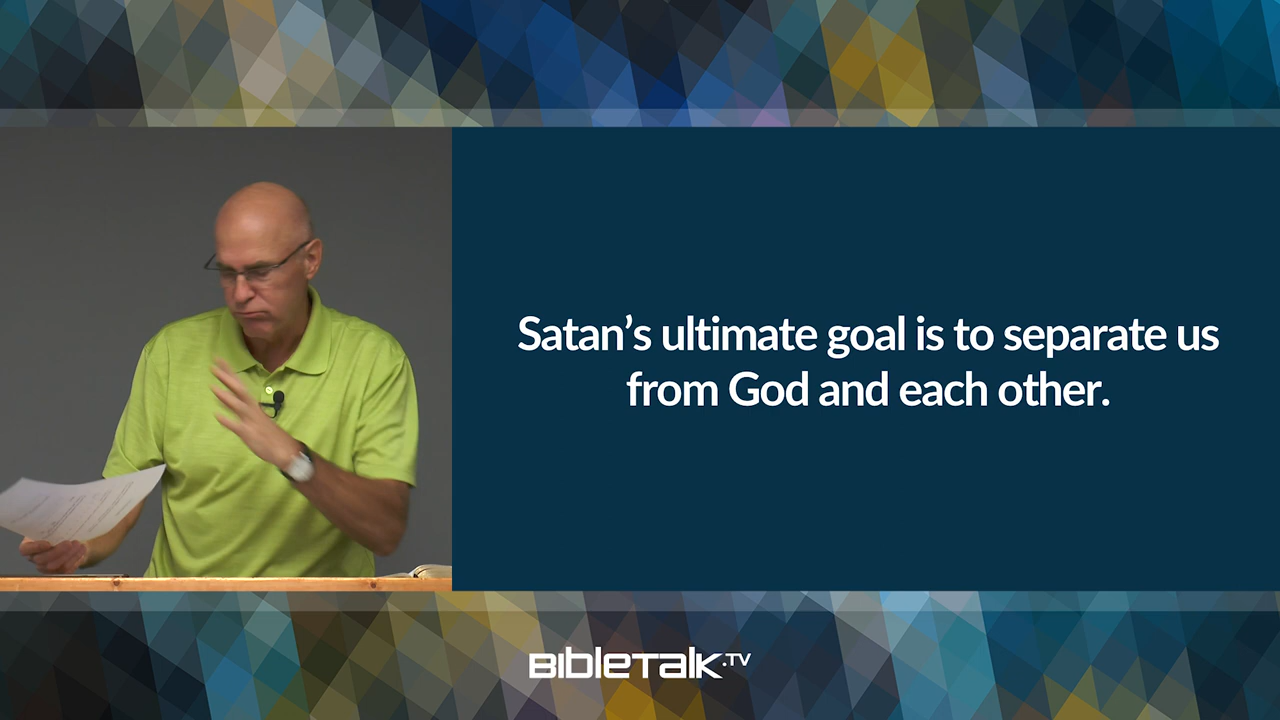 Satan’s ultimate goal is to separate us
from God and each other.
BIBLETALK.TV